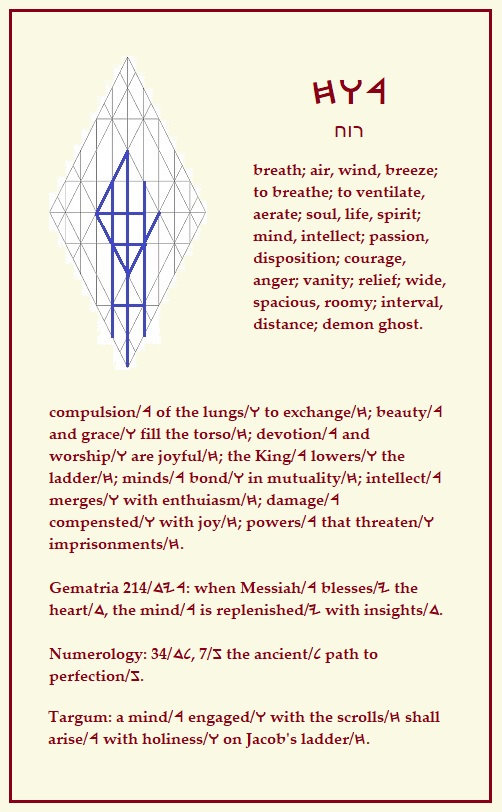 𐤓𐤅𐤇
רוח
breath; air, wind, breeze;
to breathe; to ventilate,
aerate; soul, life, spirit;
mind, intellect; passion,
disposition; courage,
anger; vanity; relief; wide,
spacious, roomy; interval,
distance; demon ghost.
compulsion/𐤓 of the lungs/𐤅 to exchange/𐤇; beauty/𐤓
and grace/𐤅 fill the torso/𐤇; devotion/𐤓 and
worship/𐤅 are joyful/𐤇; the King/𐤓 lowers/𐤅 the
ladder/𐤇; minds/𐤓 bond/𐤅 in mutuality/𐤇; intellect/𐤓
merges/𐤅 with enthuiasm/𐤇; damage/𐤓
compensted/𐤅 with joy/𐤇; powers/𐤓 that threaten/𐤅
imprisonments/𐤇.
Gematria 214/𐤓𐤉𐤃: when Messiah/𐤓 blesses/𐤉 the
heart/𐤃, the mind/𐤓 is replenished/𐤉 with insights/𐤃.
Numerology: 34/𐤋𐤃, 7/𐤆 the ancient/𐤋 path to
perfection/𐤆.
Targum: a mind/𐤓 engaged/𐤅 with the scrolls/𐤇 shall
arise/𐤓 with holiness/𐤅 on Jacob's ladder/𐤇.